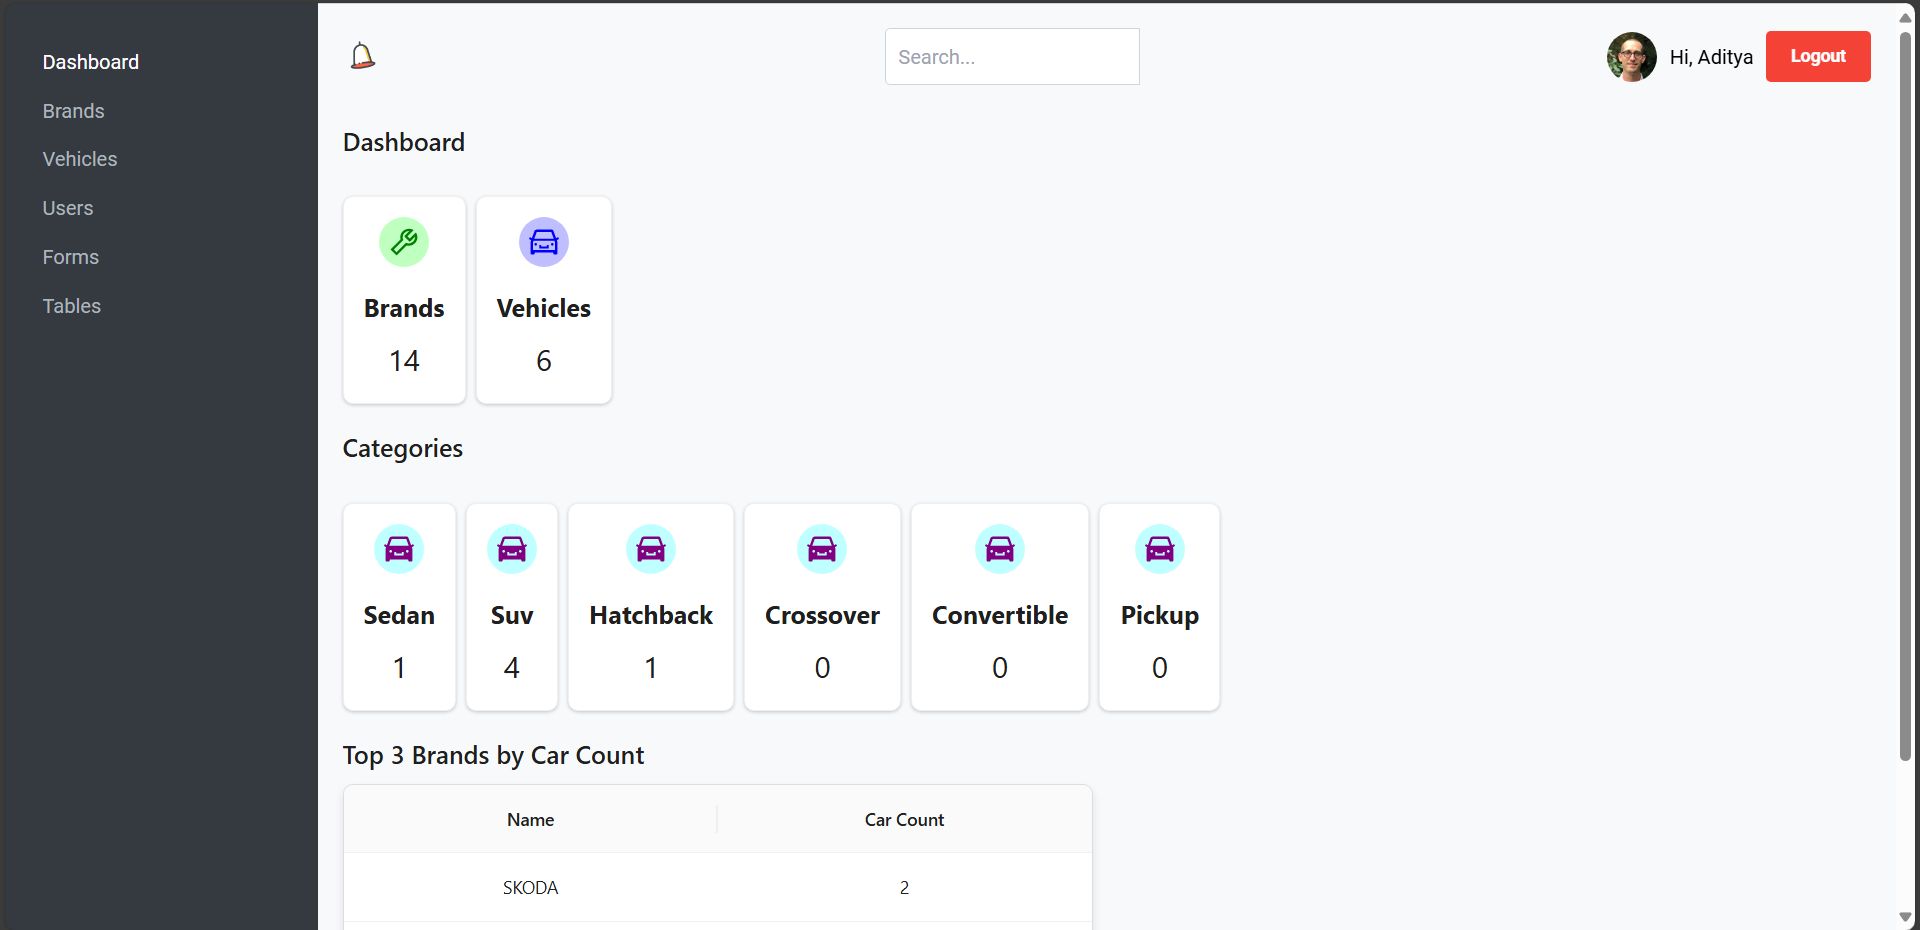 Dashboard
Brands
Vehicles
Users
Forms
Tables
Search...
Hi, Aditya
Logout
Dashboard
Brands
14
Vehicles
6
Categories
Sedan
1
Suv
4
Hatchback
1
Crossover
0
Convertible
0
Pickup
0
Top 3 Brands by Car Count
Name Car Count
SKODA 2